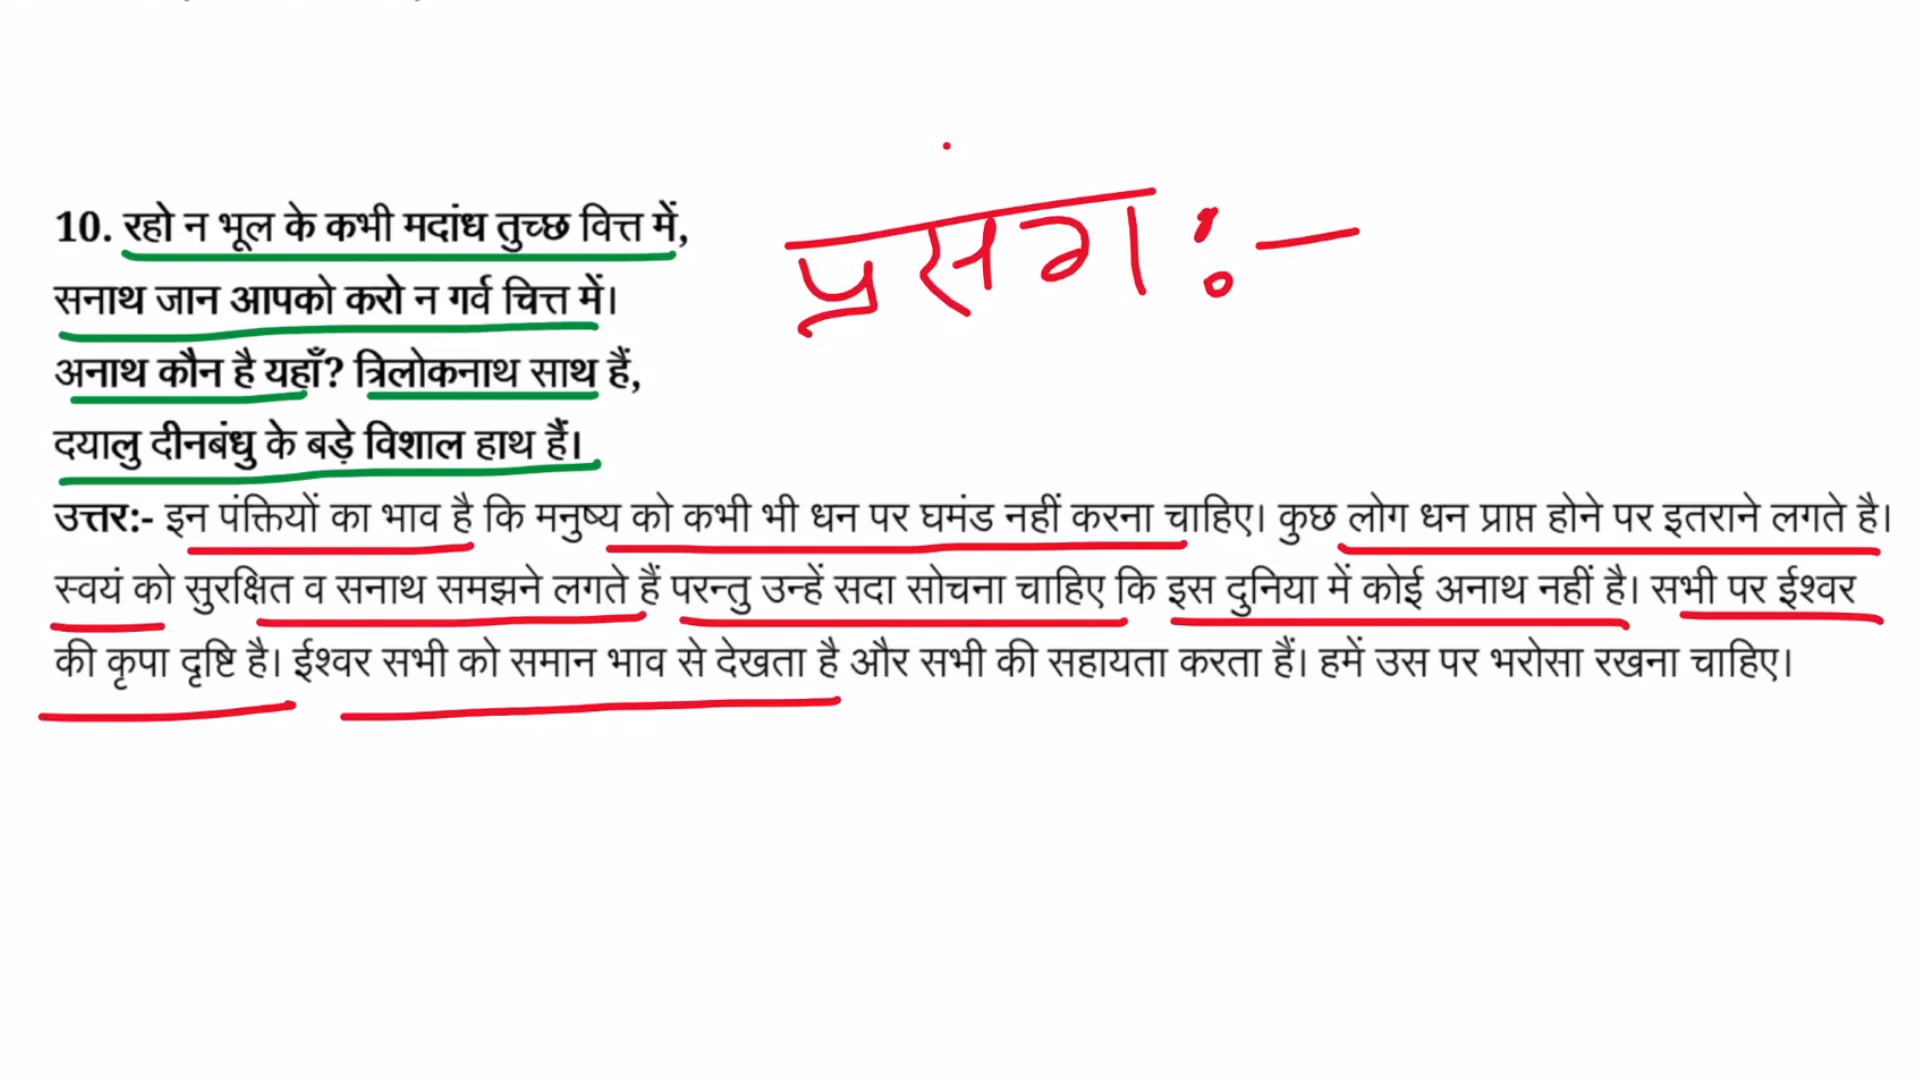 10. रहो न भूल के कभी मदांध तुच्छ वित्त में,
प्रसंग :-
सनाथ जान आपको करो न गर्व चित्त में।
अनाथ कौन है यहाँ? त्रिलोकनाथ साथ हैं,
दयालु दीनबंधु के बड़े विशाल हाथ हैं।
उत्तर:- इन पंक्तियों का भाव है कि मनुष्य को कभी भी धन पर घमंड नहीं करना चाहिए। कुछ लोग धन प्राप्त होने पर इतराने लगते है।
स्वयं को सुरक्षित व सनाथ समझने लगते हैं परन्तु उन्हें सदा सोचना चाहिए कि इस दुनिया में कोई अनाथ नहीं है। सभी पर ईश्वर
की कृपा दृष्टि है। ईश्वर सभी को समान भाव से देखता है और सभी की सहायता करता हैं। हमें उस पर भरोसा रखना चाहिए।